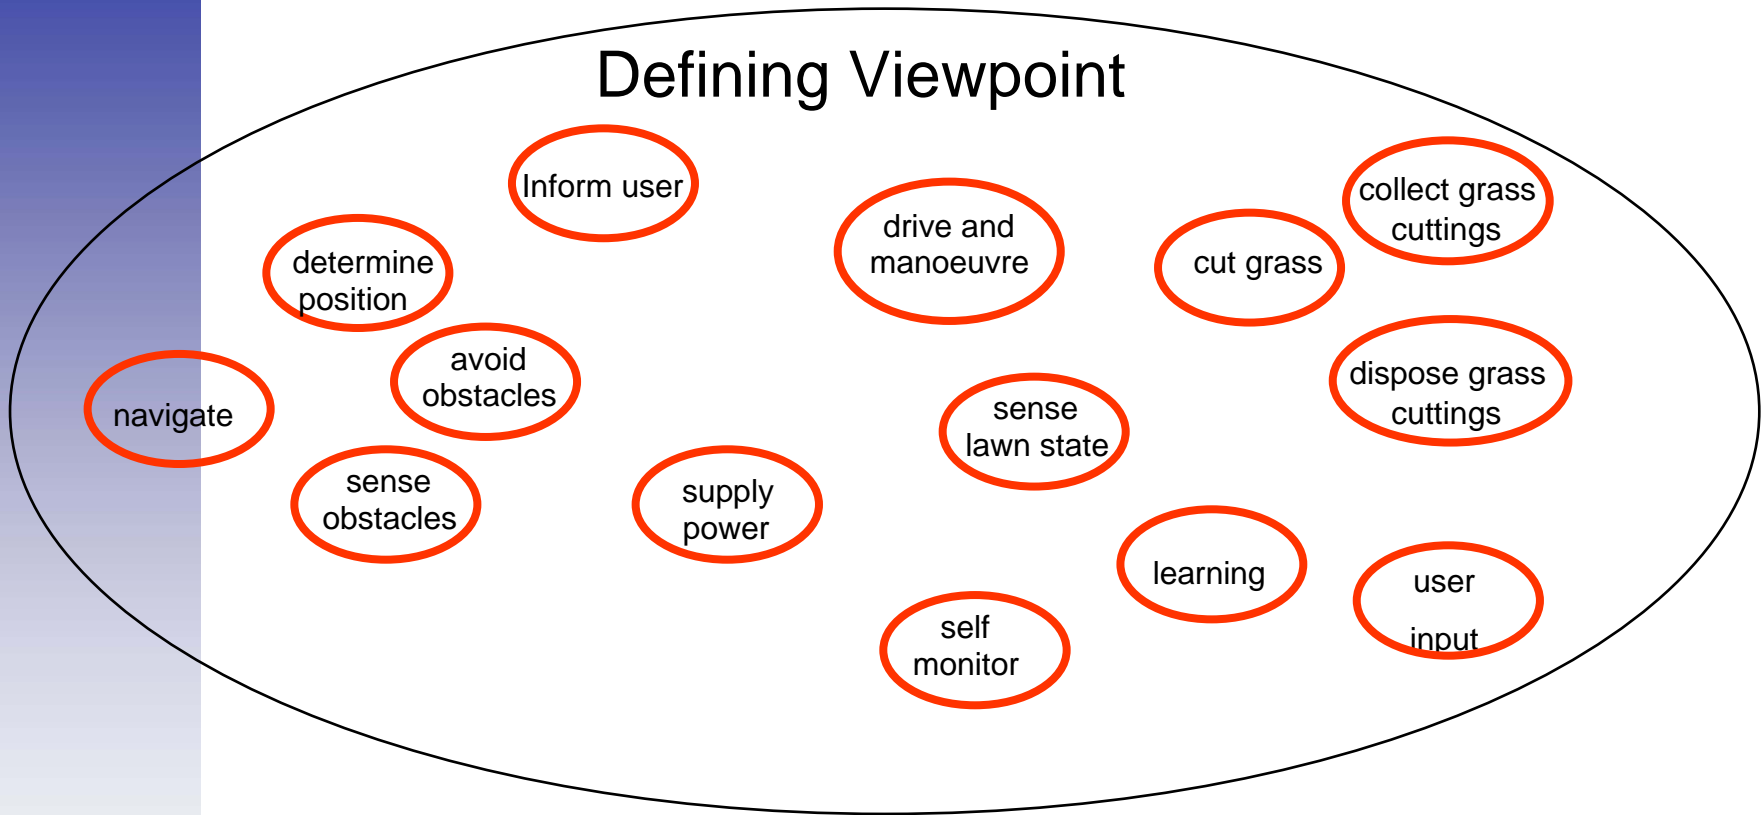 Defining Viewpoint
Inform user
determine
position
navigate
avoid
obstacles
sense
obstacles
supply
power
drive and
manoeuvre
sense
lawn state
self
monitor
cut grass
collect grass
cuttings
dispose grass
cuttings
learning
user
input